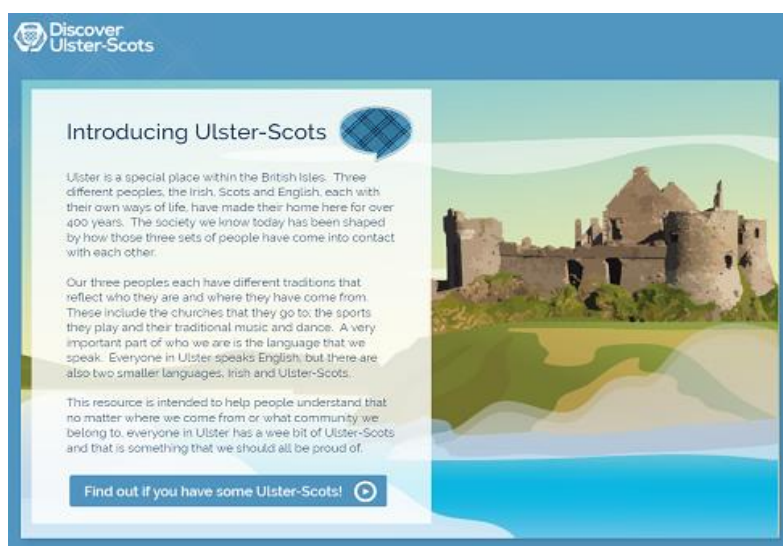 Discover
Ulster-Scots
Introducing Ulster-Scots
Ulster is a special place within the British Isles. Three
different peoples, the Irish, Scots and English, each with
their own ways of life, have made their home here for over
400 years. The society we know today has been shaped
by how those three sets of people have come into contact
with each other.
Our three peoples each have different traditions that
reflect who they are and where they have come from.
These include the churches that they go to; the sports
they play and their traditional music and dance. A very
important part of who we are is the language that we
speak. Everyone in Ulster speaks English, but there are
also two smaller languages, Irish and Ulster-Scots.
This resource is intended to help people understand that
no matter where we come from or what community we
belong to, everyone in Ulster has a wee bit of Ulster-Scots
and that is something that we should all be proud of.
Find out if you have some Ulster-Scots!